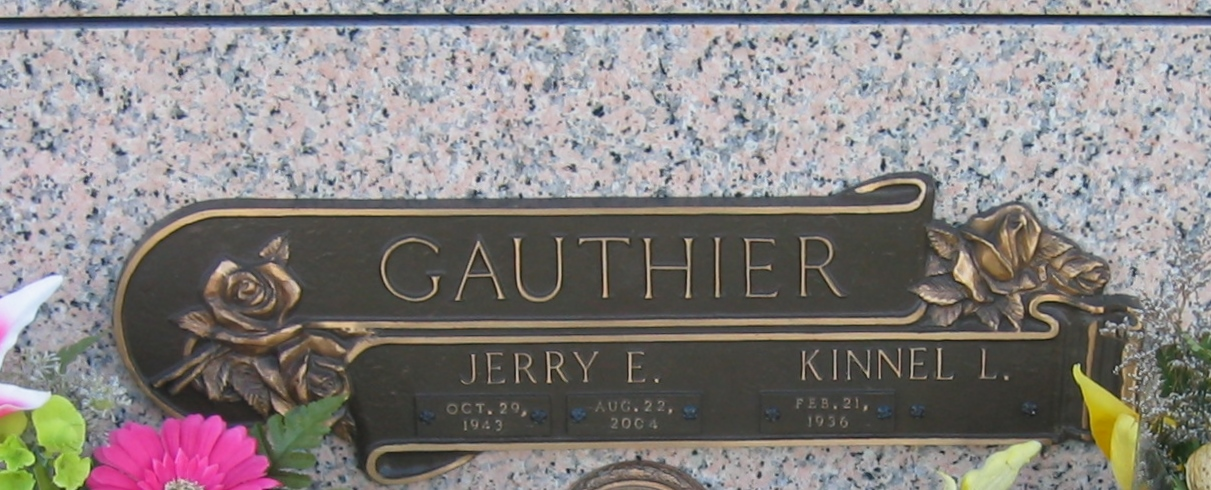 GAUTHIER
JERRY E. KINNEL L.
OCT. 29, AUG. 22, FEB. 21,
1943 2004 1936